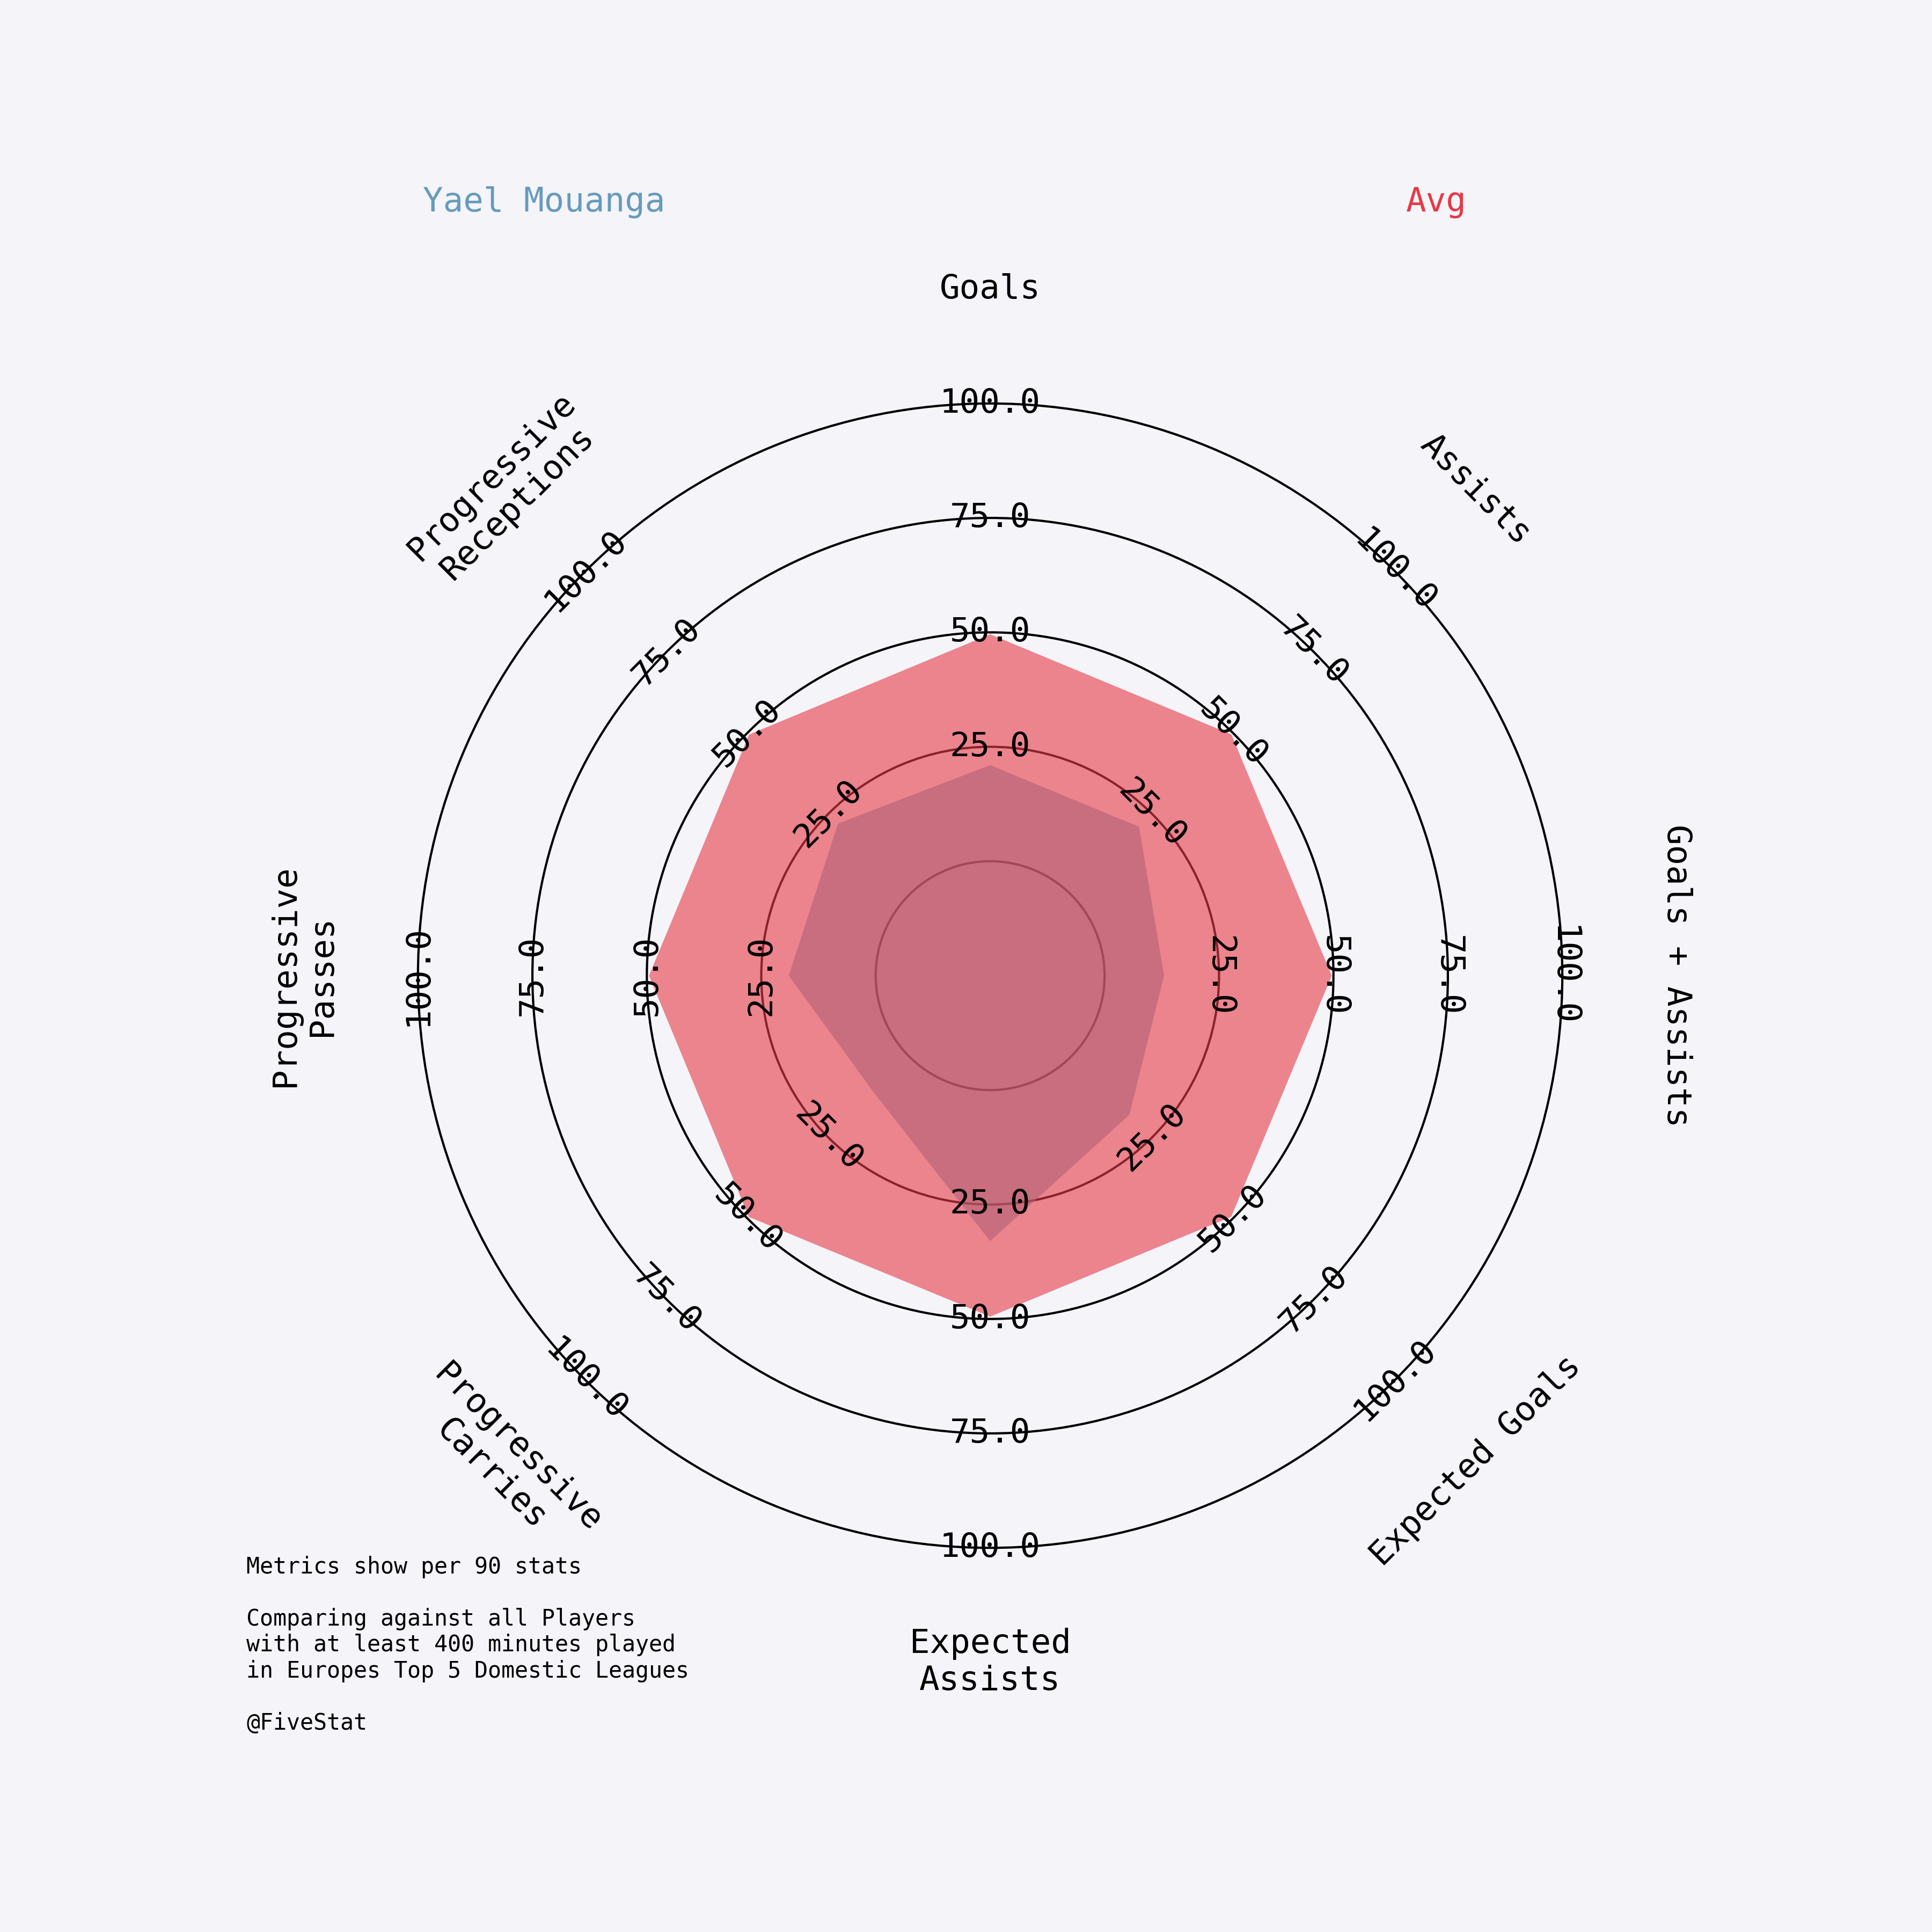 Yael Mouanga
Avg
Goals
Assists
Goals + Assists
Expected Goals
Expected
Assists
Progressive
Carries
Progressive
Passes
Progressive
Receptions
25.0
50.0
75.0
100.0
25.0
50.0
75.0
100.0
25.0
50.0
75.0
100.0
25.0
50.0
75.0
100.0
25.0
50.0
75.0
100.0
25.0
50.0
75.0
100.0
25.0
50.0
75.0
100.0
25.0
50.0
75.0
100.0
Metrics show per 90 stats
Comparing against all Players
with at least 400 minutes played
in Europes Top 5 Domestic Leagues
@FiveStat